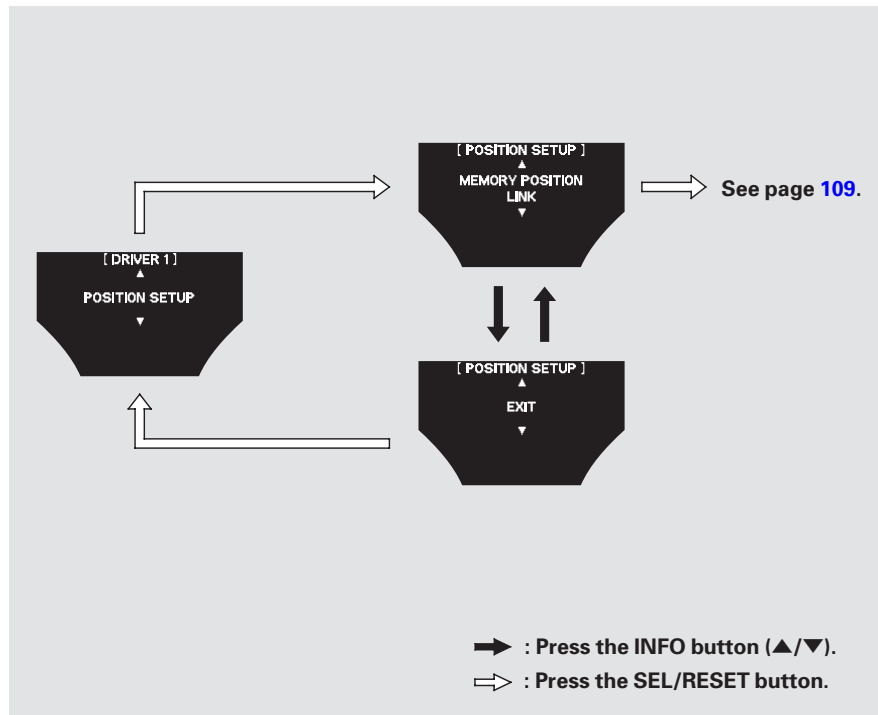 [ POSITION SETUP ]
▲
MEMORY POSITION
LINK
▼
See page 109.
[ DRIVER 1 ]
▲
POSITION SETUP
▼
[ POSITION SETUP ]
▲
EXIT
▼
: Press the INFO button (▲/▼).
: Press the SEL/RESET button.